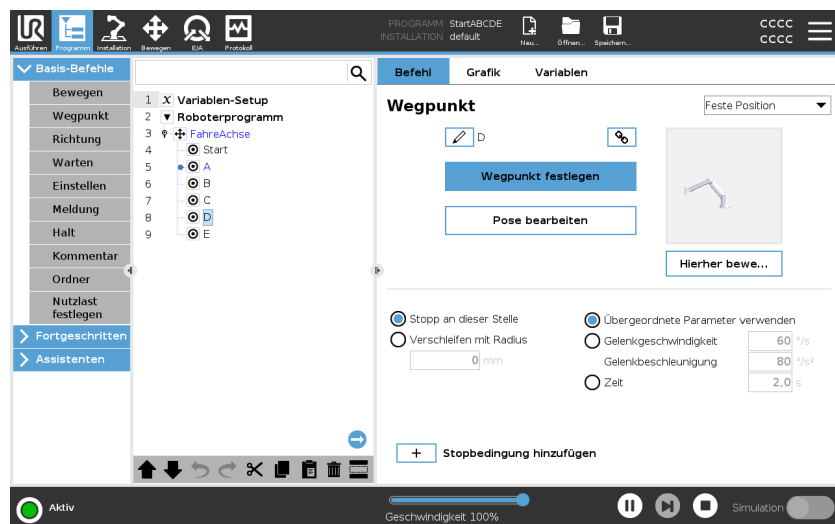 PROGRAMM StartABCDE
INSTALLATION default
CCCC
CCCC
Ausführen Programm Installation Bewegen E/A Protokoll Neu... Öffnen... Speichern...
Basis-Befehle
Bewegen
Wegpunkt
Richtung
Warten
Einstellen
Meldung
Halt
Kommentar
Ordner
Nutzlast
festlegen
Fortgeschritten
Assistenten
1 X Variablen-Setup
2 Roboterprogramm
3 FahreAchse
4 Start
5 A
6 B
7 C
8 D
9 E
Befehl Grafik Variablen
Wegpunkt
Feste Position
D
Wegpunkt festlegen
Pose bearbeiten
Hierher bewe...
Stopp an dieser Stelle
Verschleifen mit Radius
0 mm
Übergeordnete Parameter verwenden
Gelenkgeschwindigkeit 60 °/s
Gelenkbeschleunigung 80 °/s²
Zeit 2,0 s
+ Stopbedingung hinzufügen
Aktiv
Geschwindigkeit 100%
Simulation